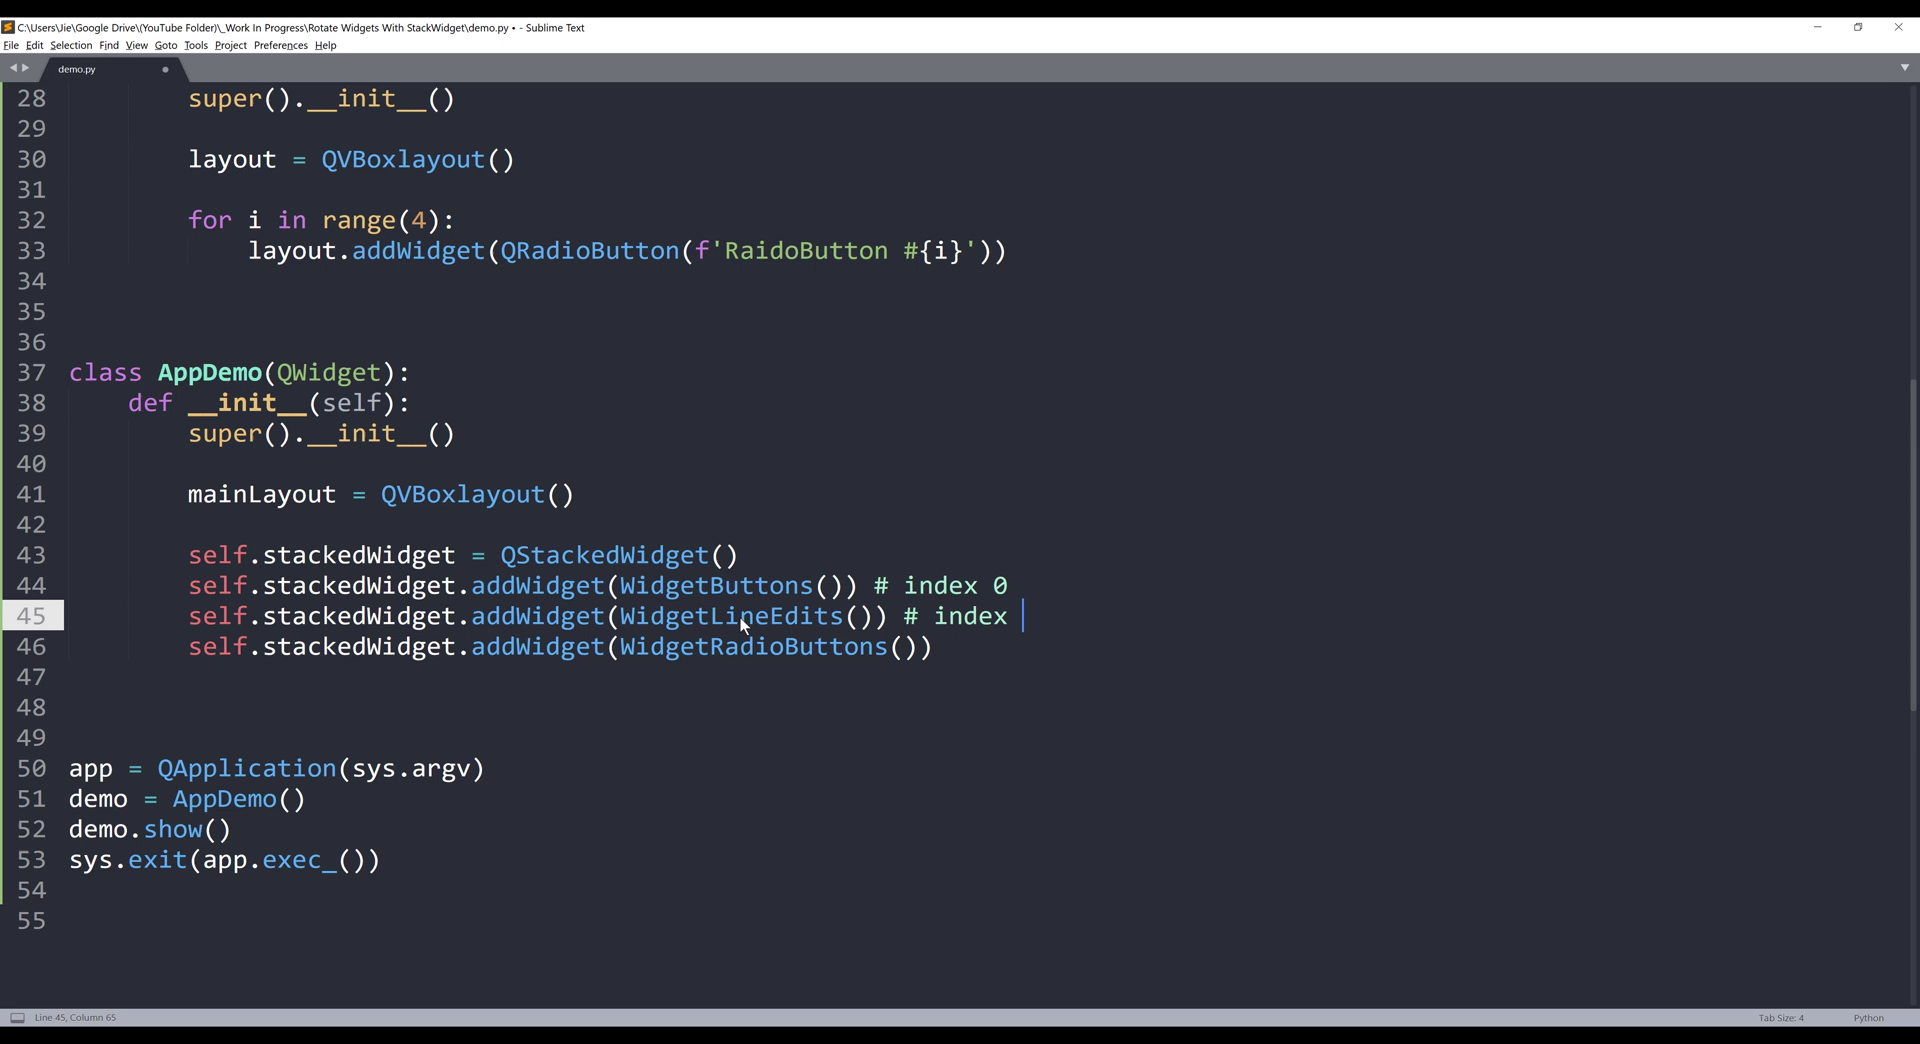 C:\Users\Jie\Google Drive\(YouTube Folder)\_Work In Progress\Rotate Widgets With StackWidget\demo.py • - Sublime Text
File Edit Selection Find View Goto Tools Project Preferences Help
demo.py
28 super().__init__()
29
30 layout = QVBoxlayout()
31
32 for i in range(4):
33 layout.addWidget(QRadioButton(f'RaidoButton #{i}'))
34
35
36
37 class AppDemo(QWidget):
38 def __init__(self):
39 super().__init__()
40
41 mainLayout = QVBoxlayout()
42
43 self.stackedWidget = QStackedWidget()
44 self.stackedWidget.addWidget(WidgetButtons()) # index 0
45 self.stackedWidget.addWidget(WidgetLineEdits()) # index
46 self.stackedWidget.addWidget(WidgetRadioButtons())
47
48
49
50 app = QApplication(sys.argv)
51 demo = AppDemo()
52 demo.show()
53 sys.exit(app.exec_())
54
55
Line 45, Column 65 Tab Size: 4 Python